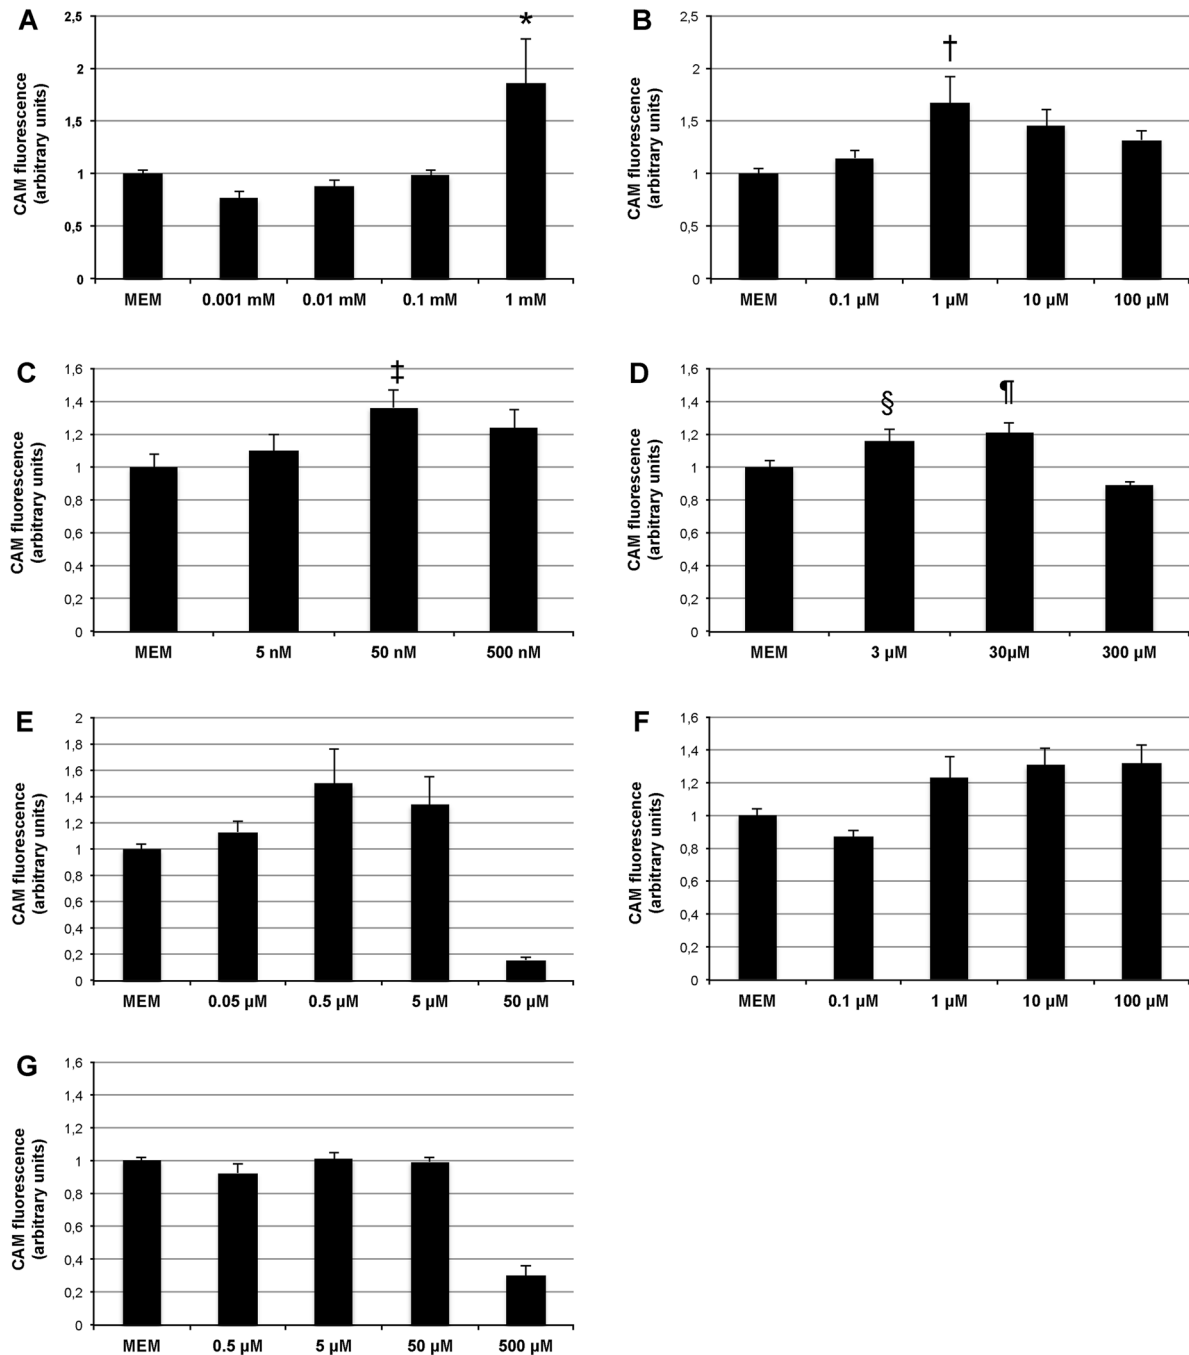 A
CAM fluorescence
(arbitrary units)
2,5
2
1,5
1
0,5
0
*
MEM 0.001 mM 0.01 mM 0.1 mM 1 mM
B
CAM fluorescence
(arbitrary units)
2,5
2
1,5
1
0,5
0
†
MEM 0.1 µM 1 µM 10 µM 100 µM
C
CAM fluorescence
(arbitrary units)
1,6
1,4
1,2
1
0,8
0,6
0,4
0,2
0
‡
MEM 5 nM 50 nM 500 nM
D
CAM fluorescence
(arbitrary units)
1,6
1,4
1,2
1
0,8
0,6
0,4
0,2
0
§ ¶
MEM 3 µM 30µM 300 µM
E
CAM fluorescence
(arbitrary units)
2
1,8
1,6
1,4
1,2
1
0,8
0,6
0,4
0,2
0
MEM 0.05 µM 0.5 µM 5 µM 50 µM
F
CAM fluorescence
(arbitrary units)
1,6
1,4
1,2
1
0,8
0,6
0,4
0,2
0
MEM 0.1 µM 1 µM 10 µM 100 µM
G
CAM fluorescence
(arbitrary units)
1,6
1,4
1,2
1
0,8
0,6
0,4
0,2
0
MEM 0.5 µM 5 µM 50 µM 500 µM